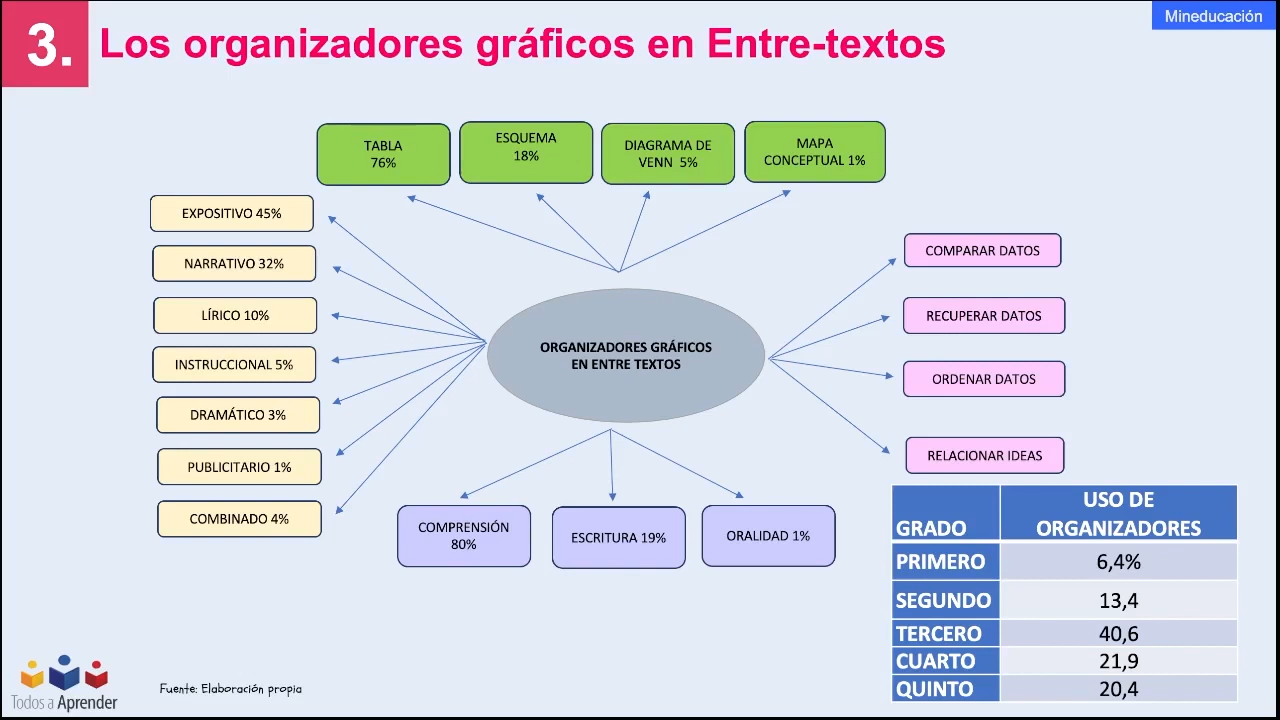 Mineducación
3. Los organizadores gráficos en Entre-textos
TABLA
76%
ESQUEMA
18%
DIAGRAMA DE
VENN 5%
MAPA
CONCEPTUAL 1%
EXPOSITIVO 45%
NARRATIVO 32%
LÍRICO 10%
INSTRUCCIONAL 5%
DRAMÁTICO 3%
PUBLICITARIO 1%
COMBINADO 4%
ORGANIZADORES GRÁFICOS
EN ENTRE TEXTOS
COMPARAR DATOS
RECUPERAR DATOS
ORDENAR DATOS
RELACIONAR IDEAS
COMPRENSIÓN
80%
ESCRITURA 19%
ORALIDAD 1%
GRADO
USO DE
ORGANIZADORES
PRIMERO 6,4%
SEGUNDO 13,4
TERCERO 40,6
CUARTO 21,9
QUINTO 20,4
Todos a Aprender
Fuente: Elaboración propia